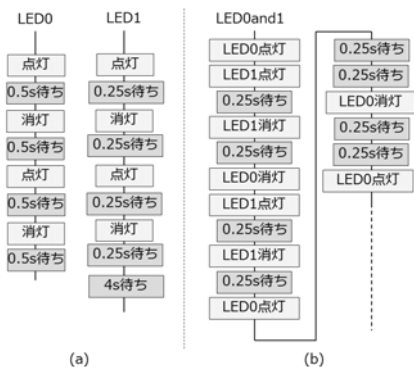 LED0
点灯
0.5s待ち
消灯
0.5s待ち
点灯
0.5s待ち
消灯
0.5s待ち
LED1
点灯
0.25s待ち
消灯
0.25s待ち
点灯
0.25s待ち
消灯
0.25s待ち
4s待ち
(a)
LED0and1
LED0点灯
LED1点灯
0.25s待ち
LED1消灯
0.25s待ち
LED0消灯
LED1点灯
0.25s待ち
LED1消灯
0.25s待ち
LED0点灯
0.25s待ち
0.25s待ち
LED0消灯
0.25s待ち
0.25s待ち
LED0点灯
(b)